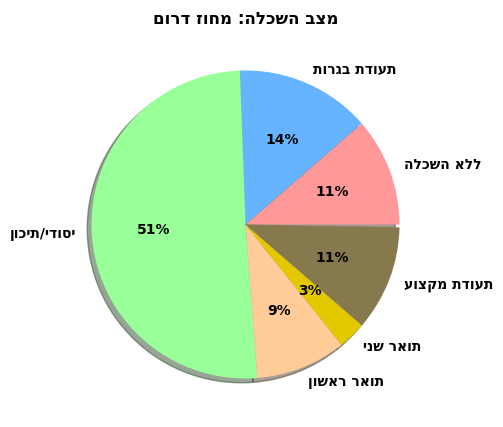 מצב השכלה: מחוז דרום
תעודת בגרות
14%
ללא השכלה
11%
יסודי/תיכון
51%
11%
תעודת מקצוע
3%
9%
תואר שני
תואר ראשון